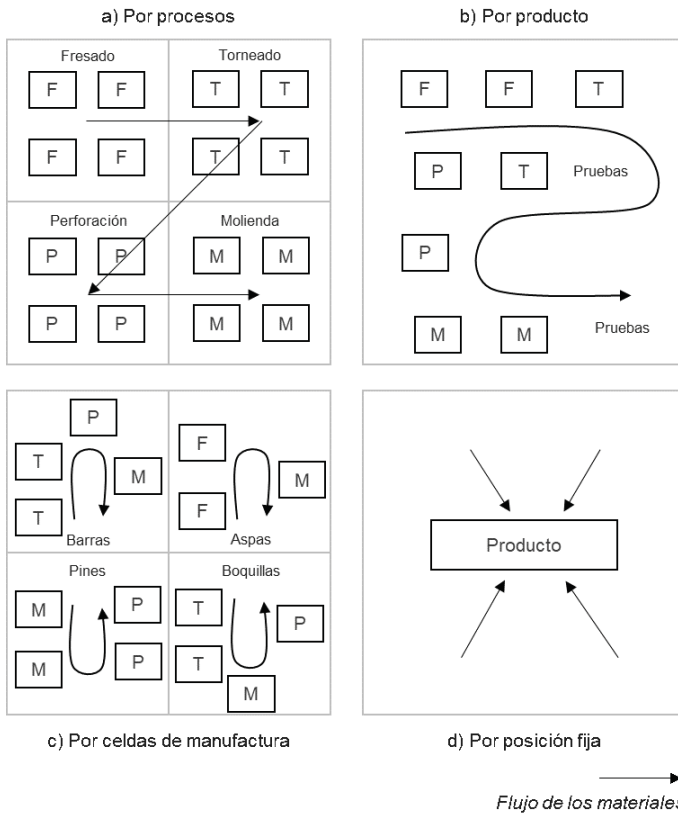 a) Por procesos
b) Por producto
Fresado
Torneado
F F T T
F F T T
Perforación
Molienda
P P M M
P P M M
F F T
P T Pruebas
P
M M Pruebas
P
T
M
T
Barras
F
M
F
Aspas
Pines
M P
M P
Boquillas
T
P
T
M
Producto
c) Por celdas de manufactura
d) Por posición fija
Flujo de los materiales